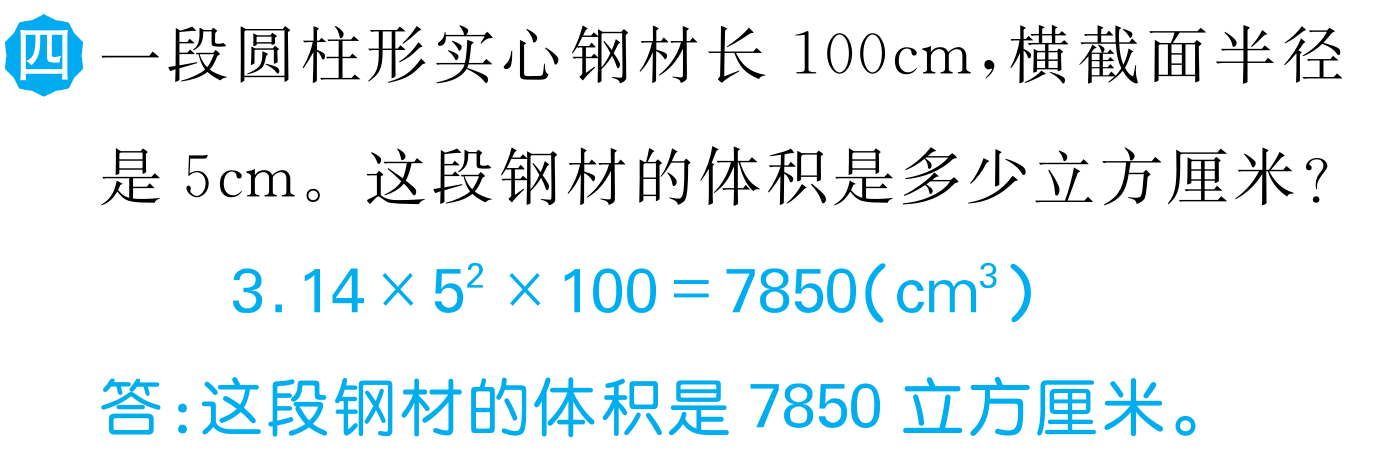 四 一段圆柱形实心钢材长 100cm,横截面半径
是 5cm。这段钢材的体积是多少立方厘米?
3.14×5²×100=7850(cm³)
答:这段钢材的体积是 7850 立方厘米。